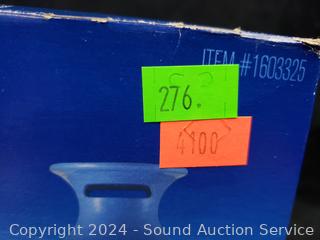 ITEM #1603325
276.
4100
Copyright 2024 - Sound Auction Service